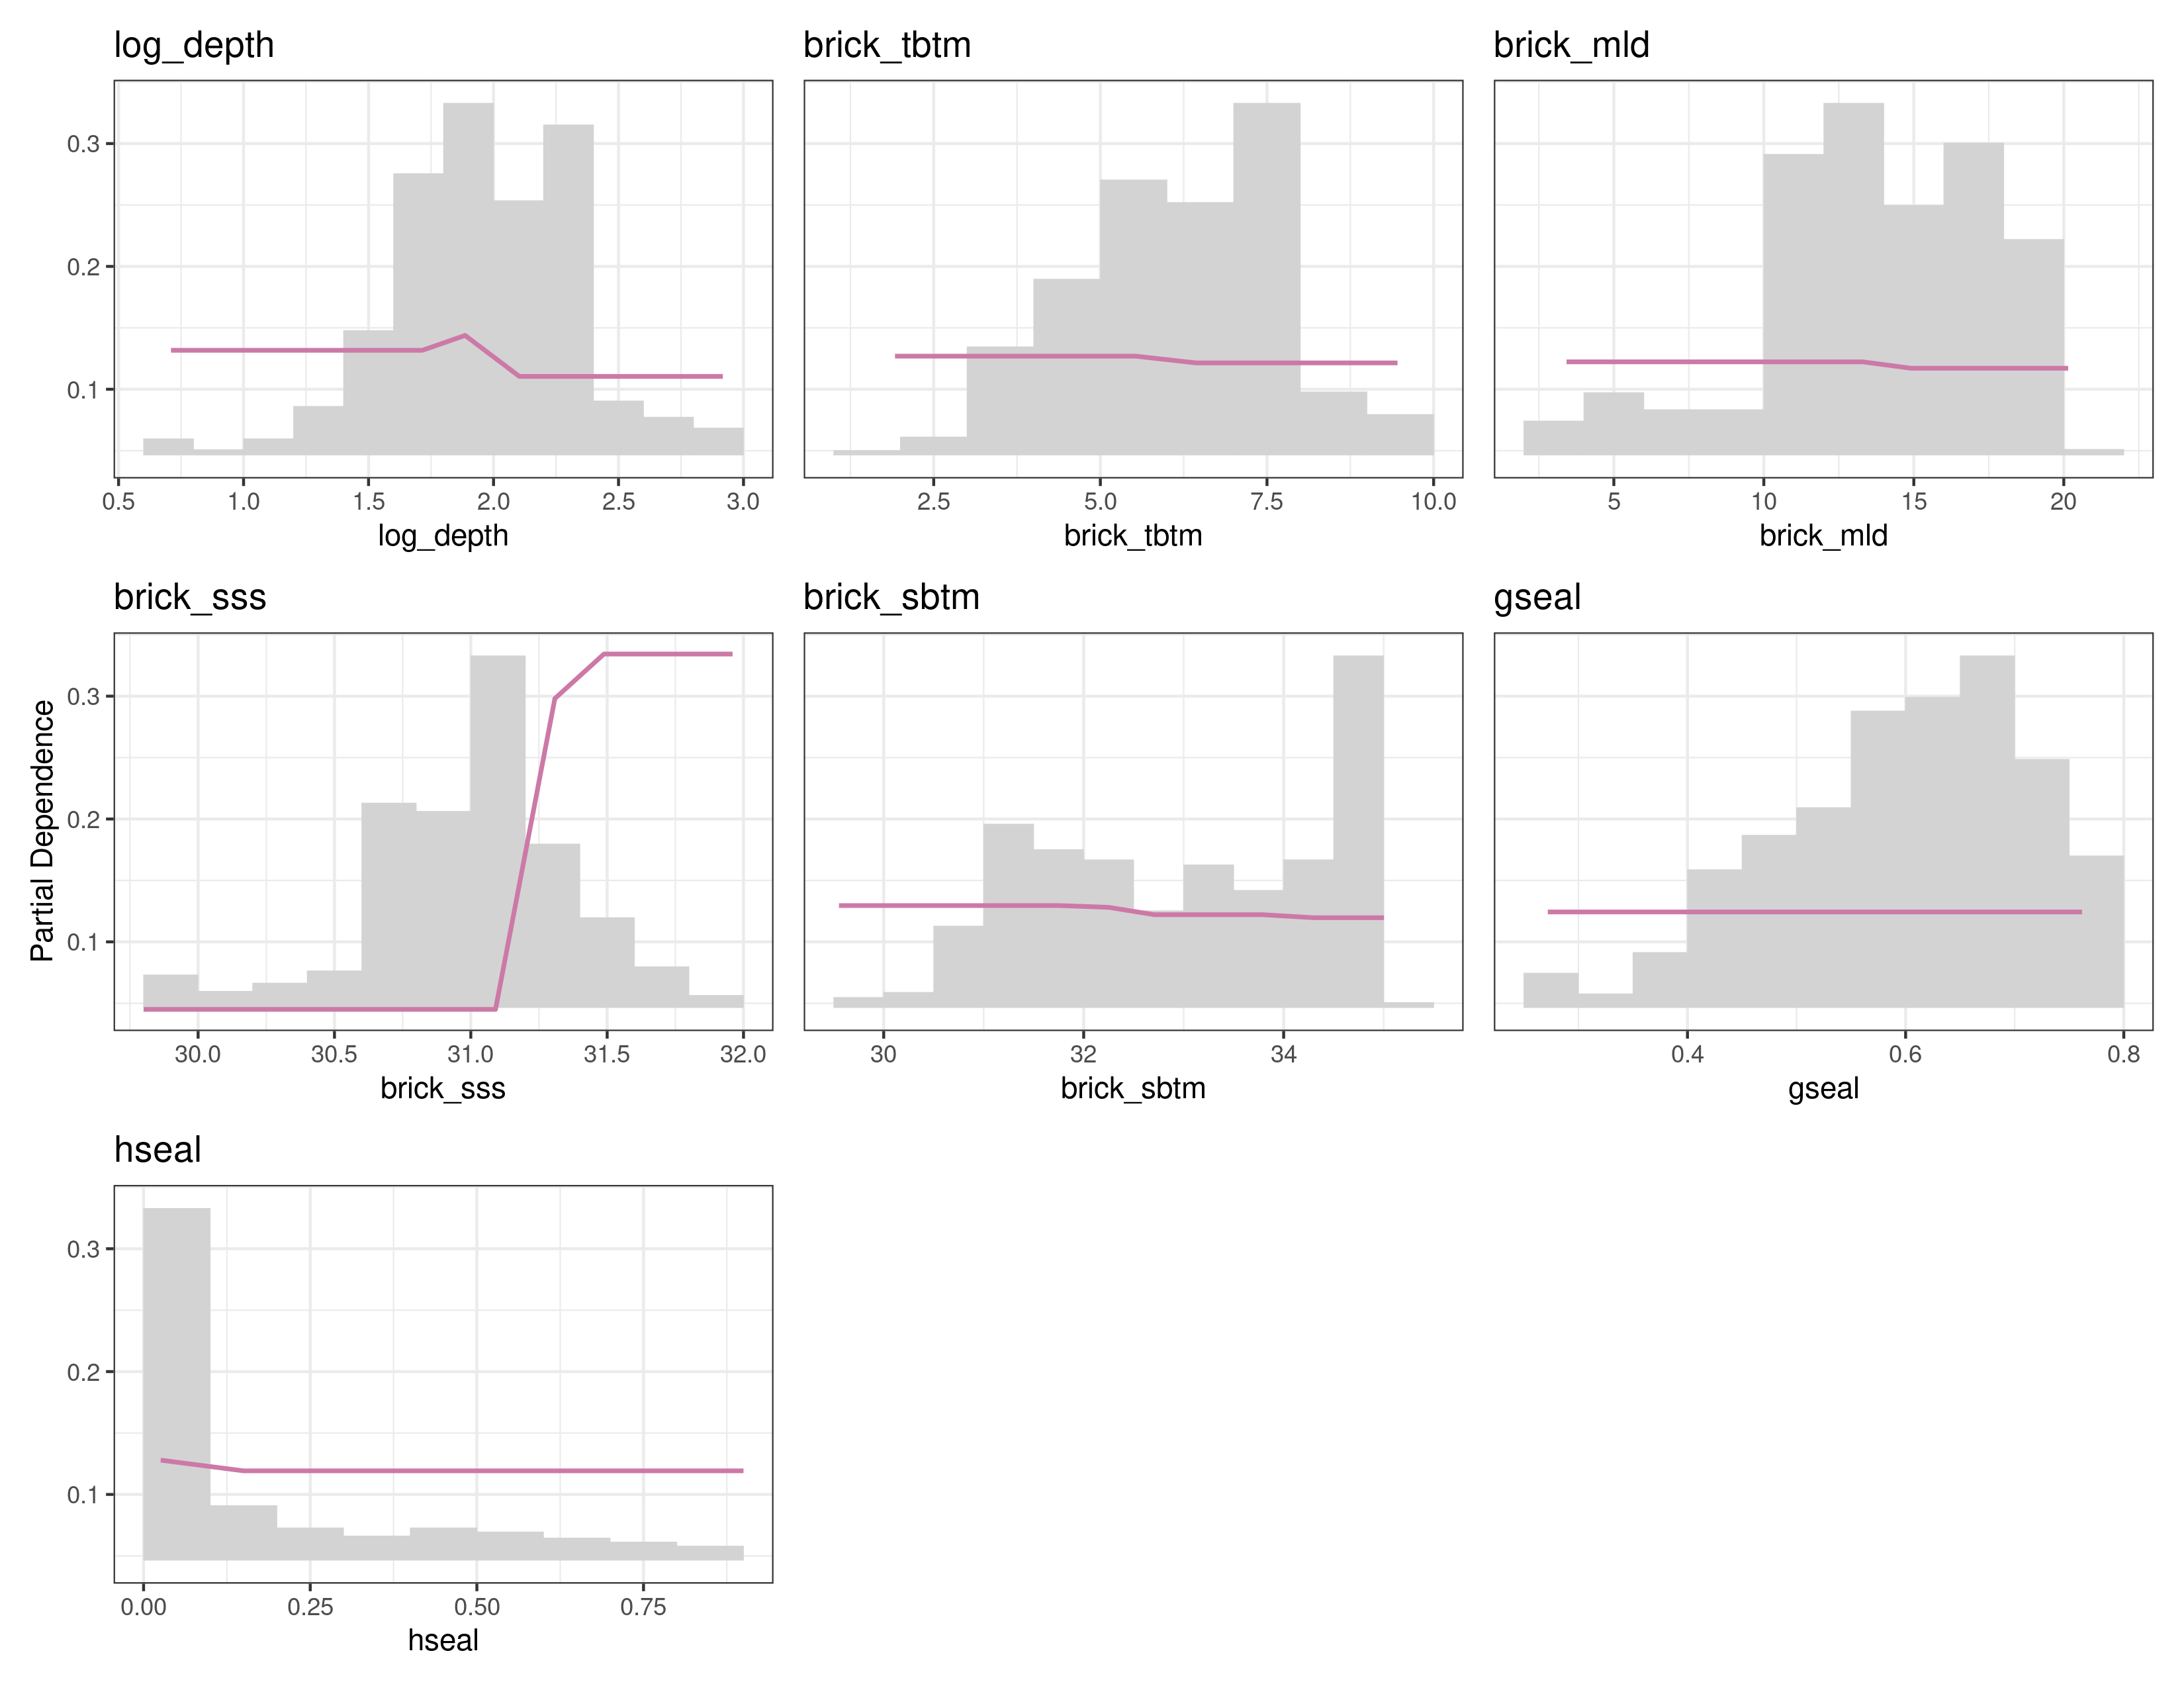 log_depth
brick_tbtm
brick_mld
0.3
0.2
0.1
0.5 1.0 1.5 2.0 2.5 3.0
2.5 5.0 7.5 10.0
5 10 15 20
log_depth
brick_tbtm
brick_mld
brick_sss
brick_sbtm
gseal
Partial Dependence
0.3
0.2
0.1
30.0 30.5 31.0 31.5 32.0
30 32 34
0.4 0.6 0.8
brick_sss
brick_sbtm
gseal
hseal
0.3
0.2
0.1
0.00 0.25 0.50 0.75
hseal